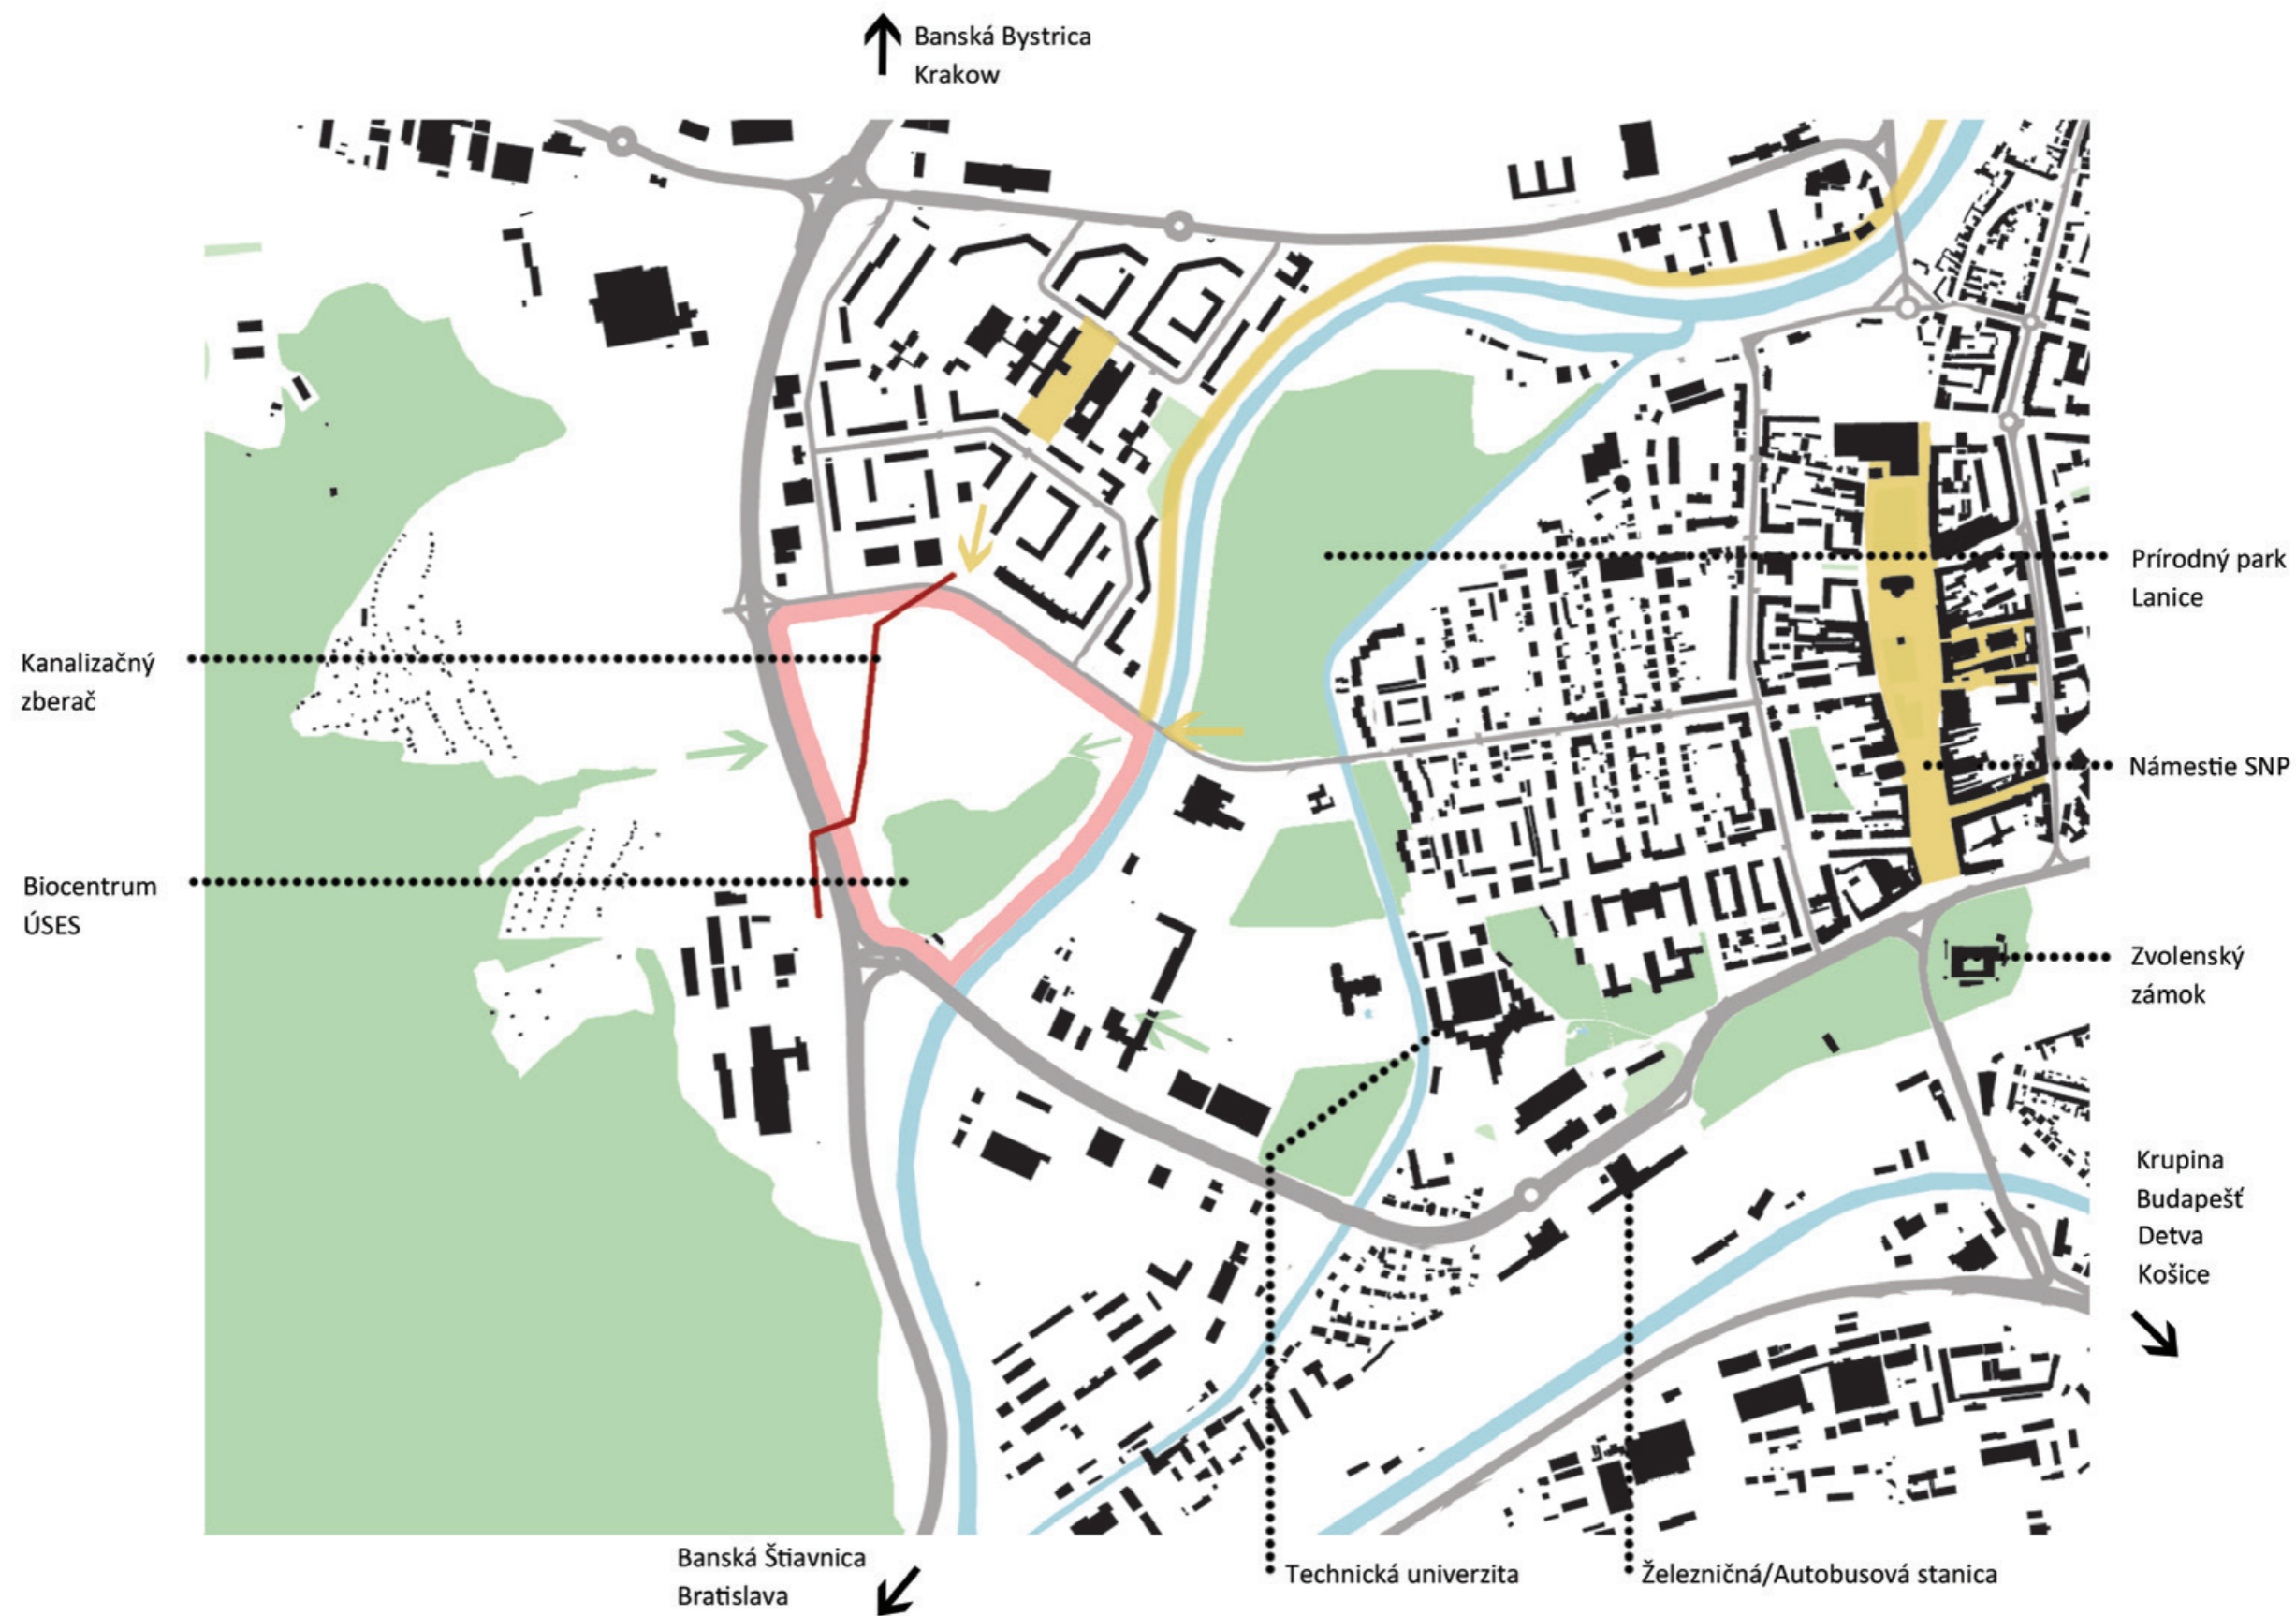 Banská Bystrica
Krakow
Prírodný park
Lanice
Kanalizačný
zberač
Námestie SNP
Biocentrum
ÚSES
Zvolenský
zámok
Krupina
Budapešť
Detva
Košice
Banská Štiavnica
Bratislava
Technická univerzita
Železničná/Autobusová stanica